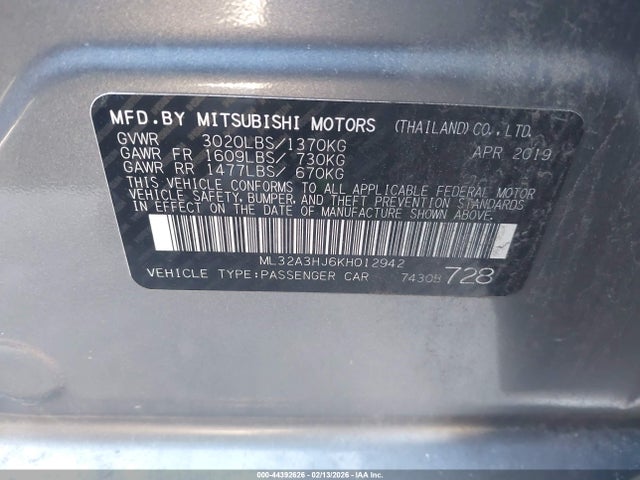 MFD.BY MITSUBISHI MOTORS (THAILAND) CO., LTD.
GVWR 3020LBS/1370KG APR 2019
GAWR FR 1609LBS/ 730KG
GAWR RR 1477LBS/ 670KG
THIS VEHICLE CONFORMS TO ALL APPLICABLE FEDERAL MOTOR
VEHICLE SAFETY, BUMPER, AND THEFT PREVENTION STANDARDS
IN EFFECT ON THE DATE OF MANUFACTURE SHOWN ABOVE.
ML32A3HJ6KH012942
VEHICLE TYPE:PASSENGER CAR 7430B 728
000-44392626 - 02/13/2026 - IAA, Inc.